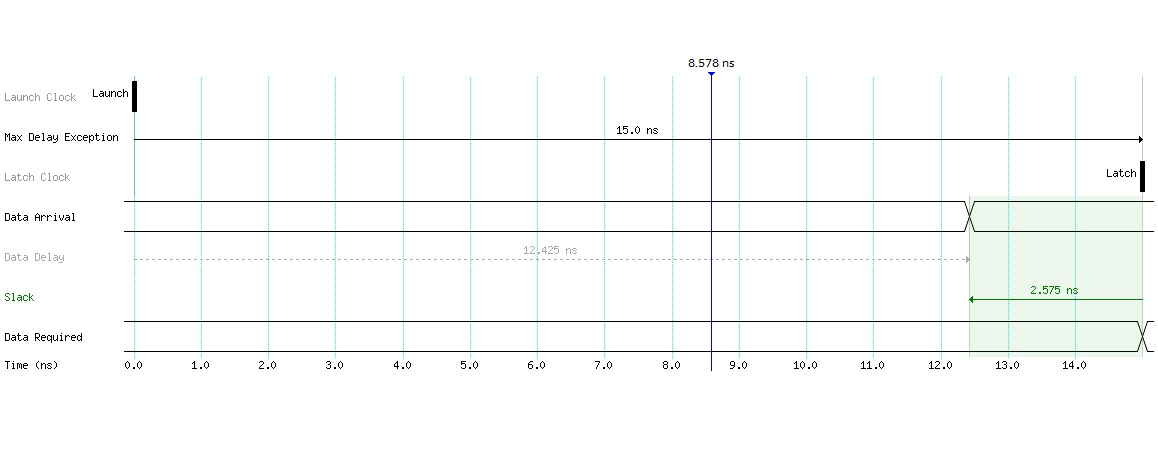 8.578 ns
Launch Clock
Launch
Max Delay Exception
15.0 ns
Latch Clock
Latch
Data Arrival
Data Delay
12.425 ns
Slack
2.575 ns
Data Required
Time (ns)
0.0 1.0 2.0 3.0 4.0 5.0 6.0 7.0 8.0 9.0 10.0 11.0 12.0 13.0 14.0